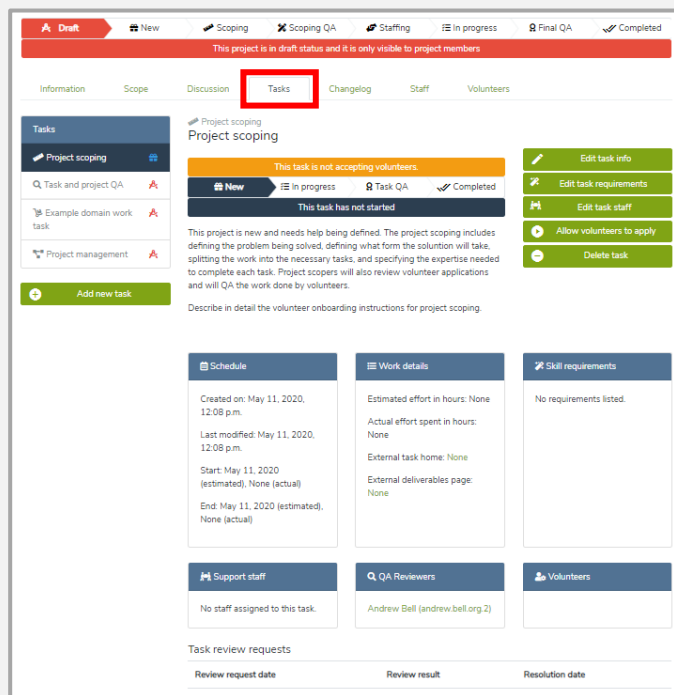 Draft New Scoping Scoping QA Staffing In progress Final QA Completed
This project is in draft status and it is only visible to project members
Information Scope Discussion Tasks Changelog Staff Volunteers
Tasks
Project scoping
Task and project QA
Example domain work
task
Project management
Add new task
Project scoping
Project scoping
This task is not accepting volunteers.
New In progress Task QA Completed
This task has not started
This project is new and needs help being defined. The project scoping includes
defining the problem being solved, defining what form the soluntion will take,
splitting the work into the necessary tasks, and specifying the expertise needed
to complete each task. Project scopers will also review volunteer applications
and will QA the work done by volunteers.
Describe in detail the volunteer onboarding instructions for project scoping.
Edit task info
Edit task requirements
Edit task staff
Allow volunteers to apply
Delete task
Schedule
Created on: May 11, 2020,
12:08 p.m.
Last modified: May 11, 2020,
12:08 p.m.
Start: May 11, 2020
(estimated), None (actual)
End: May 11, 2020 (estimated),
None (actual)
Work details
Estimated effort in hours: None
Actual effort spent in hours:
None
External task home: None
External deliverables page:
None
Skill requirements
No requirements listed.
Support staff
No staff assigned to this task.
QA Reviewers
Andrew Bell (andrew.bell.org.2)
Volunteers
Task review requests
Review request date Review result Resolution date